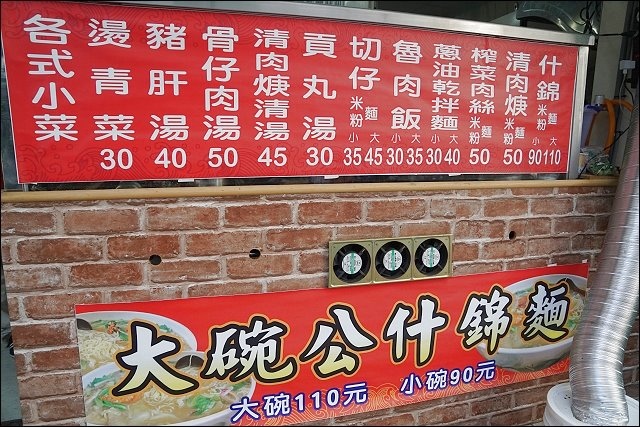 什錦 米粉 麵 小 大 90 110
清肉焿 米粉 麵 50
榨菜肉絲 米粉 麵 50
蔥油乾拌麵 小 大 30 40
魯肉飯 小 大 30 35
切仔 米粉 麵 小 大 35 45
貢丸湯 30
清肉焿清湯 45
骨仔肉湯 50
豬肝湯 40
燙青菜 30
各式小菜
大碗公什錦麵
大碗110元 小碗90元